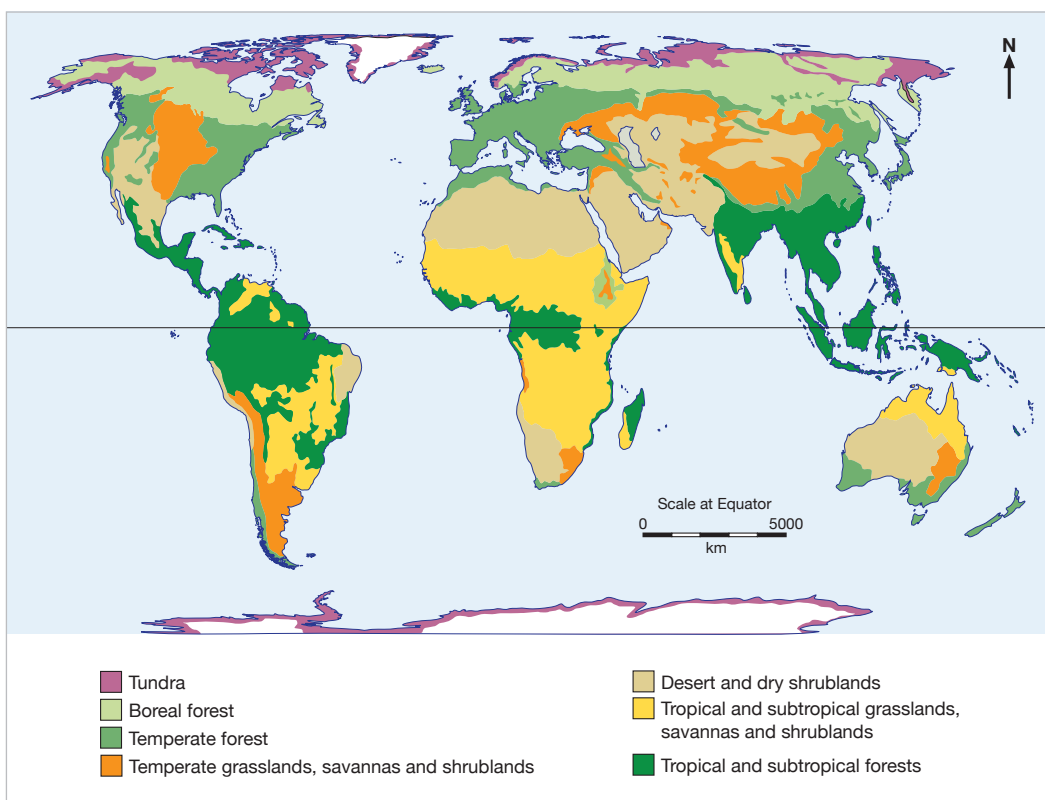 N
Scale at Equator
0 5000
km
Tundra
Boreal forest
Temperate forest
Temperate grasslands, savannas and shrublands
Desert and dry shrublands
Tropical and subtropical grasslands,
savannas and shrublands
Tropical and subtropical forests